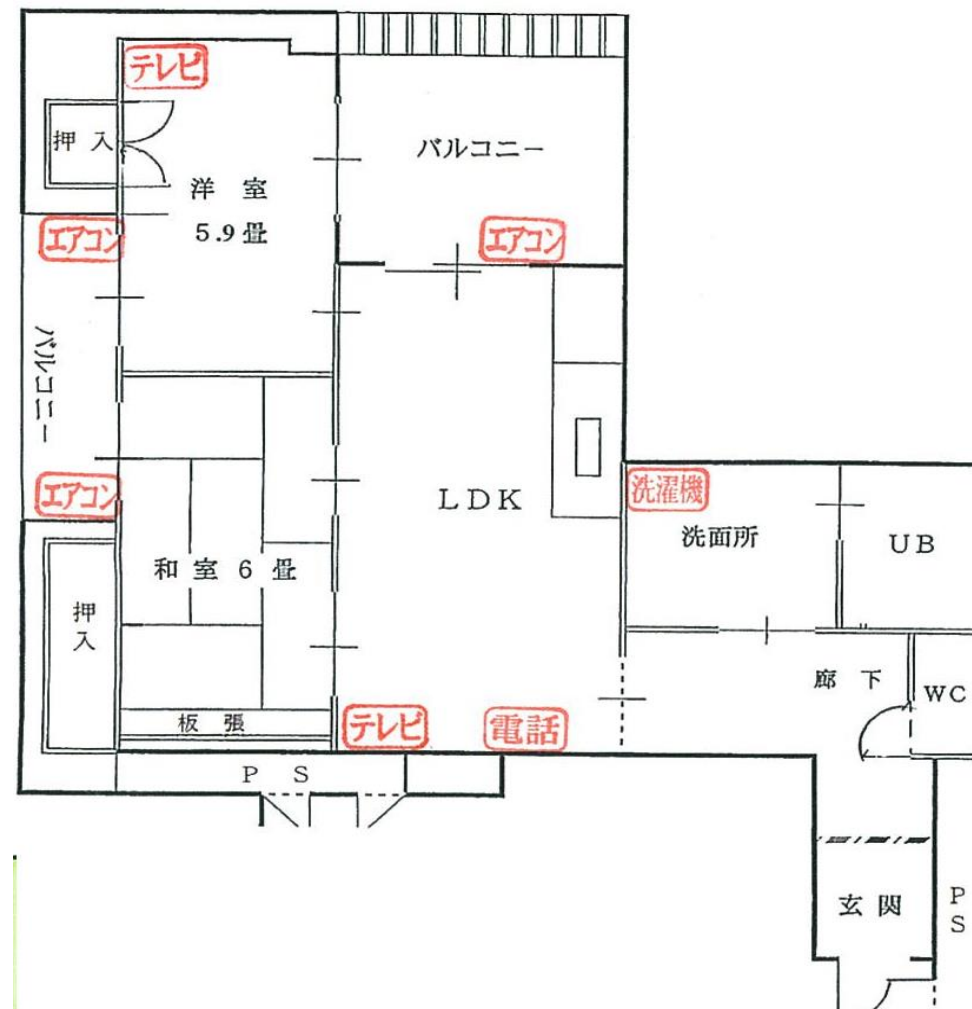 テレビ
押入
バルコニー
洋室
5.9畳
エアコン
エアコン
バルコニー
エアコン
LDK
洗濯機
洗面所
UB
和室6畳
押入
廊下
WC
板張
テレビ
電話
PS
玄関
PS